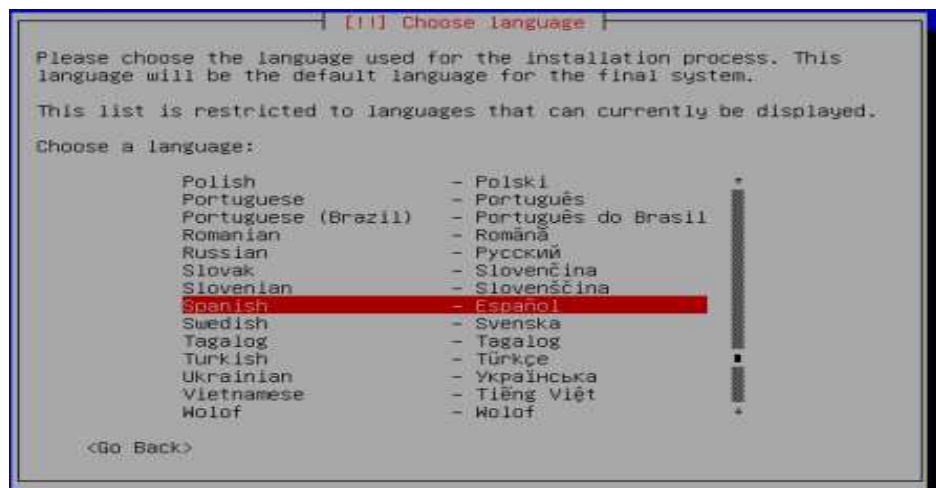 [!!] Choose language
Please choose the language used for the installation process. This
language will be the default language for the final system.
This list is restricted to languages that can currently be displayed.
Choose a language:
Polish - Polski
Portuguese - Português
Portuguese (Brazil) - Português do Brasil
Romanian - Română
Russian - Русский
Slovak - Slovenčina
Slovenian - Slovenščina
Spanish - Español
Swedish - Svenska
Tagalog - Tagalog
Turkish - Türkçe
Ukrainian - Українська
Vietnamese - Tiếng Việt
Wolof - Wolof
<Go Back>